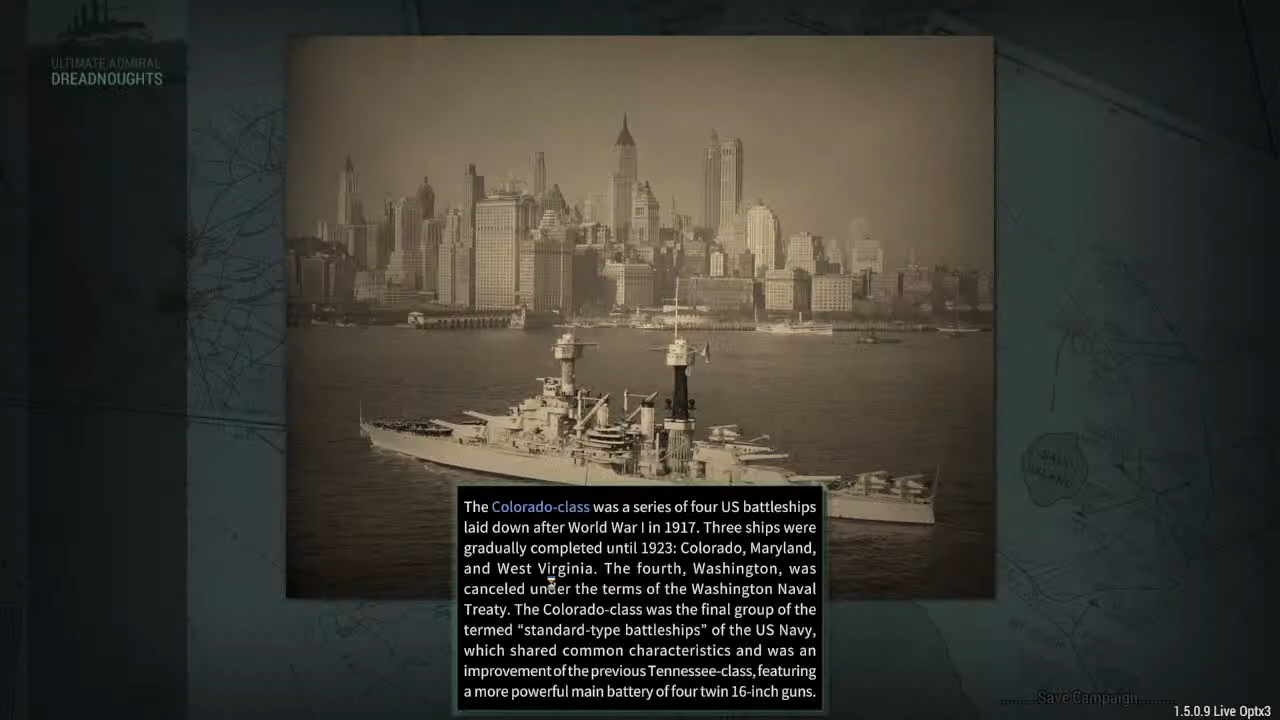 ULTIMATE ADMIRAL
DREADNOUGHTS
The Colorado-class was a series of four US battleships
laid down after World War I in 1917. Three ships were
gradually completed until 1923: Colorado, Maryland,
and West Virginia. The fourth, Washington, was
canceled under the terms of the Washington Naval
Treaty. The Colorado-class was the final group of the
termed “standard-type battleships” of the US Navy,
which shared common characteristics and was an
improvement of the previous Tennessee-class, featuring
a more powerful main battery of four twin 16-inch guns.
Save Campaign
1.5.0.9 Live Optx3